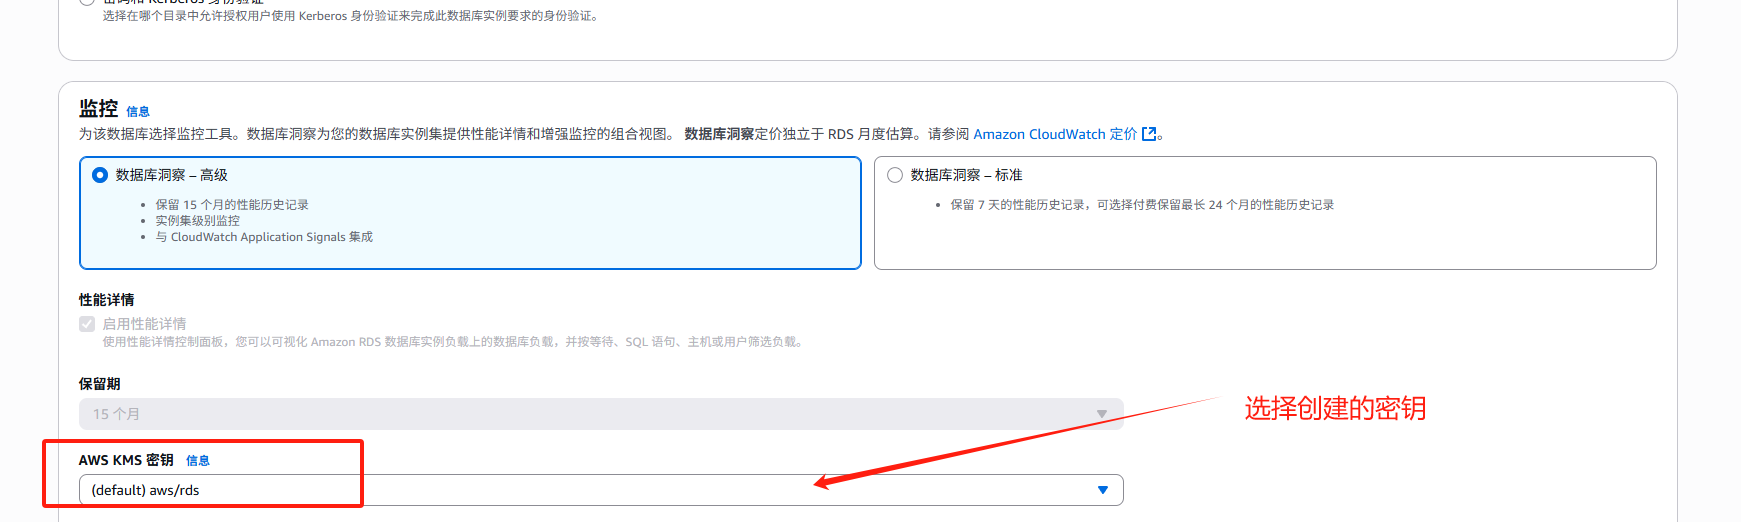 密码和 Kerberos 身份验证
选择在哪个目录中允许授权用户使用 Kerberos 身份验证来完成此数据库实例要求的身份验证。
监控 信息
为该数据库选择监控工具。数据库洞察为您的数据库实例集提供性能详情和增强监控的组合视图。 数据库洞察定价独立于 RDS 月度估算。请参阅 Amazon CloudWatch 定价。
数据库洞察 – 高级
• 保留 15 个月的性能历史记录
• 实例集级别监控
• 与 CloudWatch Application Signals 集成
数据库洞察 – 标准
• 保留 7 天的性能历史记录，可选择付费保留最长 24 个月的性能历史记录
性能详情
启用性能详情
使用性能详情控制面板，您可以可视化 Amazon RDS 数据库实例负载上的数据库负载，并按等待、SQL 语句、主机或用户筛选负载。
保留期
15 个月
选择创建的密钥
AWS KMS 密钥 信息
(default) aws/rds